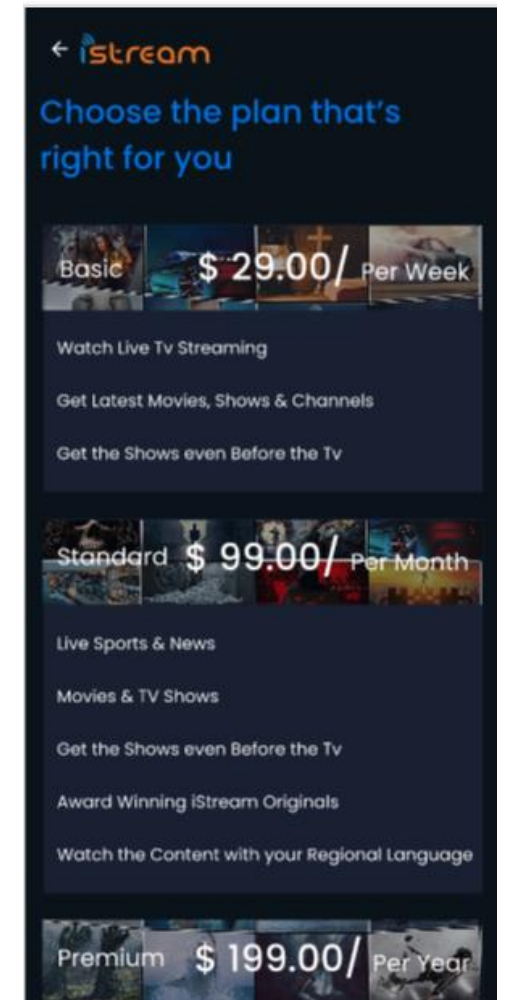 ← istream
Choose the plan that's
right for you
Basic $ 29.00/ Per Week
Watch Live Tv Streaming
Get Latest Movies, Shows & Channels
Get the Shows even Before the Tv
Standard $ 99.00/ Per Month
Live Sports & News
Movies & TV Shows
Get the Shows even Before the Tv
Award Winning iStream Originals
Watch the Content with your Regional Language
Premium $ 199.00/ Per Year